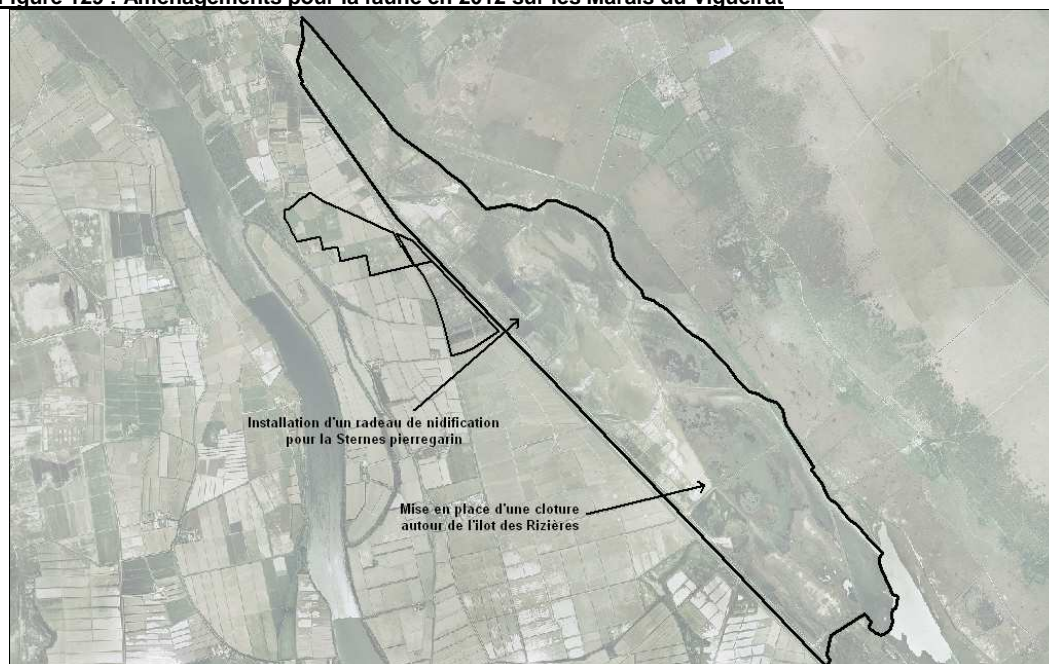 Figure 129 : Aménagements pour la faune en 2012 sur les Marais du Vigueirat
Installation d'un radeau de nidification
pour la Sternes pierregarin
Mise en place d'une cloture
autour de l'ilot des Rizières